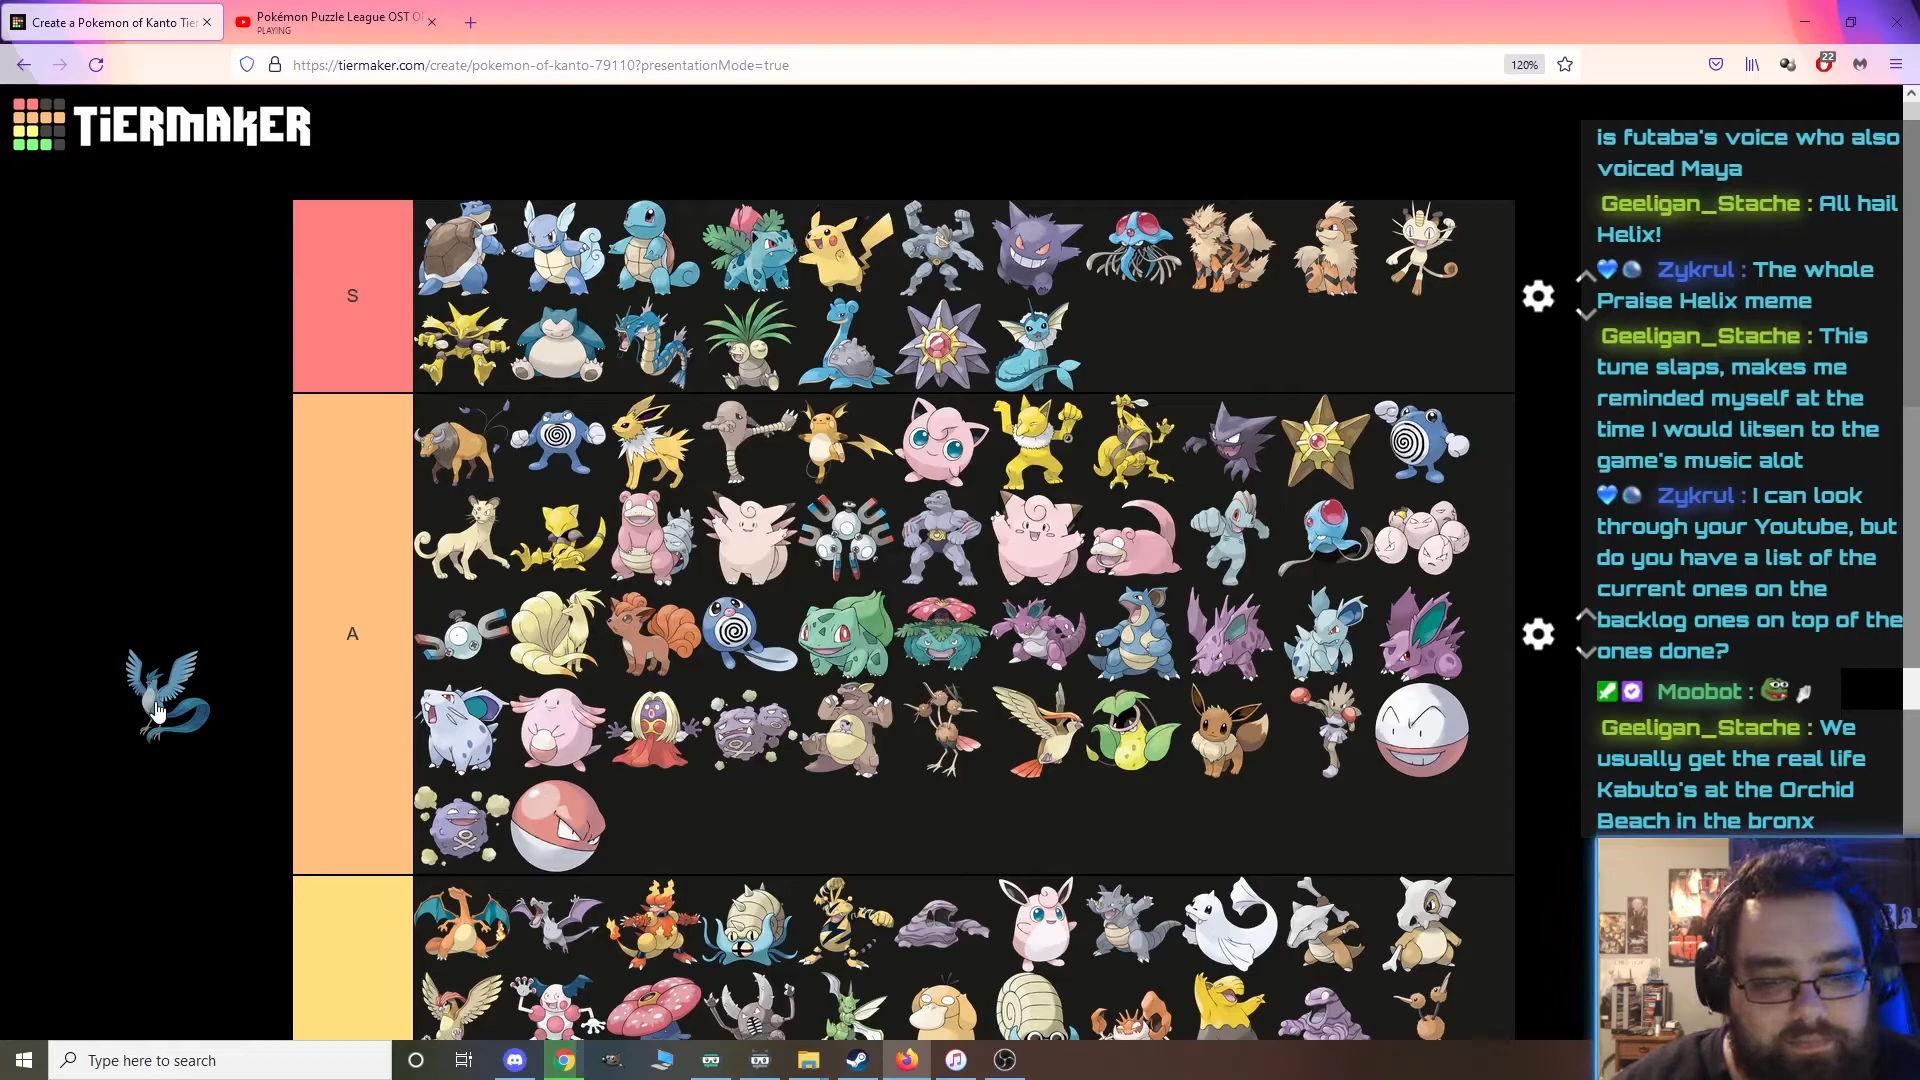 Create a Pokemon of Kanto Tier
Pokémon Puzzle League OST O
PLAYING
https://tiermaker.com/create/pokemon-of-kanto-79110?presentationMode=true
120%
22
TIERMAKER
S
A
is futaba's voice who also
voiced Maya
Geeligan_Stache : All hail
Helix!
Zykrul : The whole
Praise Helix meme
Geeligan_Stache : This
tune slaps, makes me
reminded myself at the
time I would litsen to the
game's music alot
Zykrul : I can look
through your Youtube, but
do you have a list of the
current ones on the
backlog ones on top of the
ones done?
Moobot :
Geeligan_Stache : We
usually get the real life
Kabuto's at the Orchid
Beach in the bronx
Type here to search